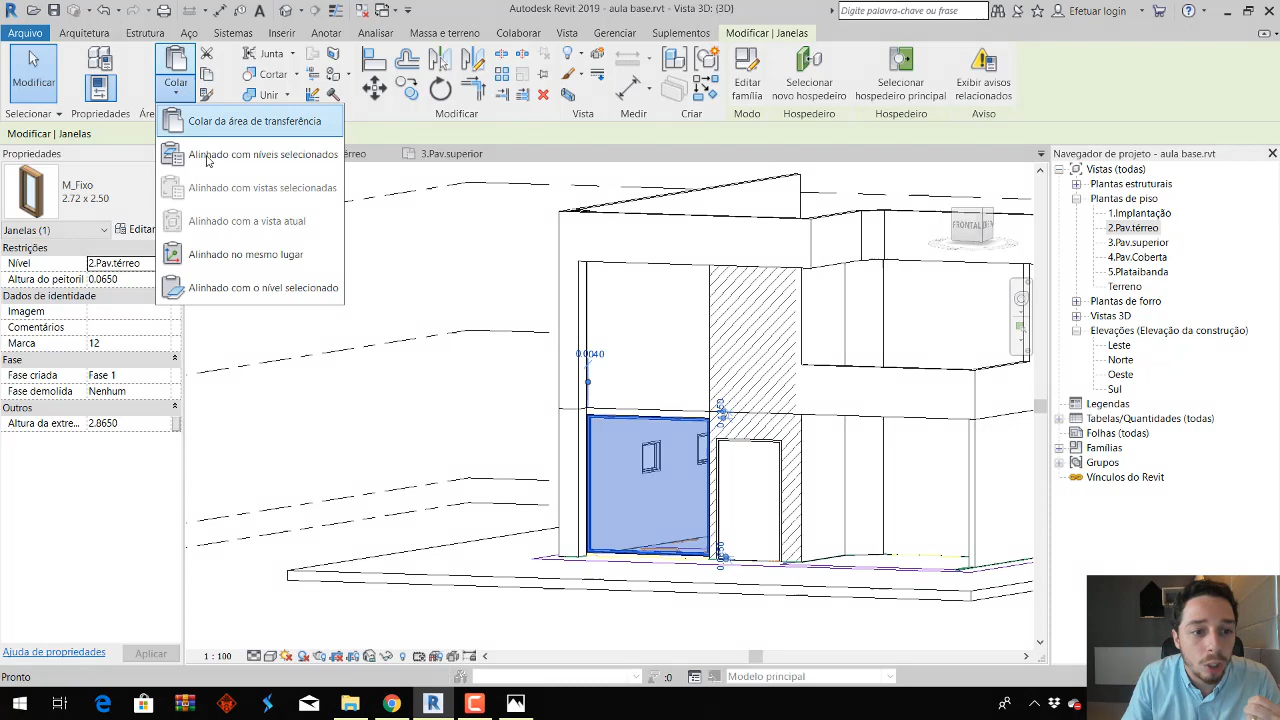 Autodesk Revit 2019 - aula base.rvt - Vista 3D: {3D}
Digite palavra-chave ou frase
Efetuar login
Arquivo
Arquitetura
Estrutura
Aço
Sistemas
Inserir
Anotar
Analisar
Massa e terreno
Colaborar
Vista
Gerenciar
Suplementos
Modificar | Janelas
Modificar
Colar
Junta
Cortar
Unir
Editar família
Selecionar novo hospedeiro
Selecionar hospedeiro principal
Exibir avisos relacionados
Selecionar
Propriedades
Modificar
Vista
Medir
Criar
Modo
Hospedeiro
Avisos
Modificar | Janelas
Colar da área de transferência
Alinhado com níveis selecionados
Alinhado com vistas selecionadas
Alinhado com a vista atual
Alinhado no mesmo lugar
Alinhado com o nível selecionado
Propriedades
M_Fixo
2.72 x 2.50
Janelas (1)
Editar
Restrições
Nível 2.Pav.térreo
Altura do peitoril 0.0650
Dados de identidade
Imagem
Comentários
Marca 12
Fase
Fase criada Fase 1
Fase demolida Nenhum
Outros
Altura da extre... 2.8650
Ajuda de propriedades
Aplicar
3.Pav.superior
0.0040
FRONTAL
1 : 100
Navegador de projeto - aula base.rvt
Vistas (todas)
Plantas estruturais
Plantas de piso
1.Implantação
2.Pav.térreo
3.Pav.superior
4.Pav.Coberta
5.Plataibanda
Terreno
Plantas de forro
Vistas 3D
Elevações (Elevação da construção)
Leste
Norte
Oeste
Sul
Legendas
Tabelas/Quantidades (todas)
Folhas (todas)
Famílias
Grupos
Vínculos do Revit
Pronto
:0
Modelo principal